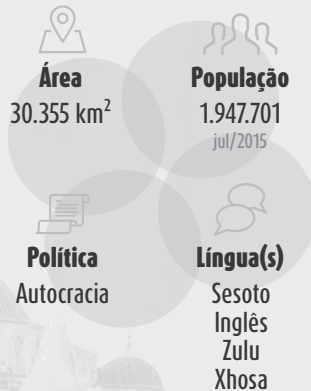 Área
30.355 km²
População
1.947.701
jul/2015
Política
Autocracia
Língua(s)
Sesoto
Inglês
Zulu
Xhosa